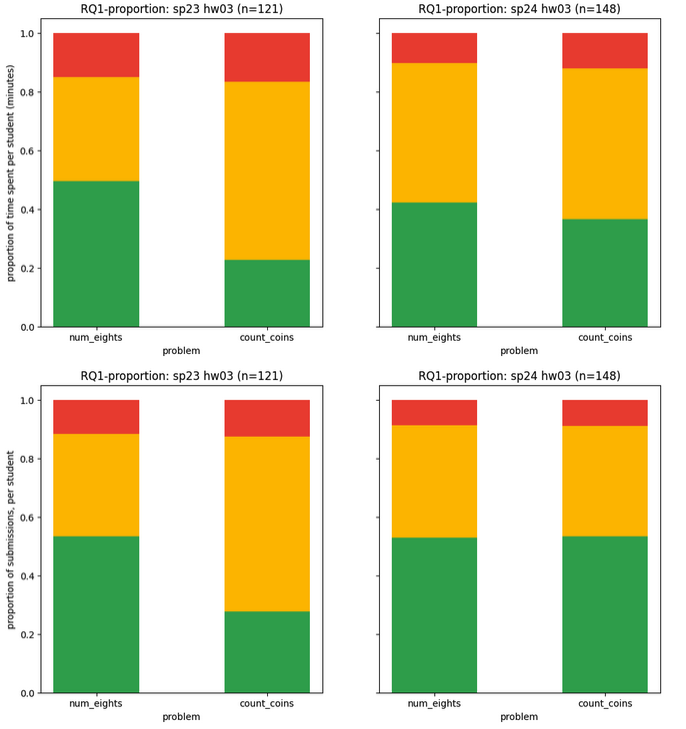 RQ1-proportion: sp23 hw03 (n=121)
RQ1-proportion: sp24 hw03 (n=148)
proportion of time spent per student (minutes)
1.0
0.8
0.6
0.4
0.2
0.0
num_eights
count_coins
num_eights
count_coins
problem
problem
RQ1-proportion: sp23 hw03 (n=121)
RQ1-proportion: sp24 hw03 (n=148)
proportion of submissions, per student
1.0
0.8
0.6
0.4
0.2
0.0
num_eights
count_coins
num_eights
count_coins
problem
problem